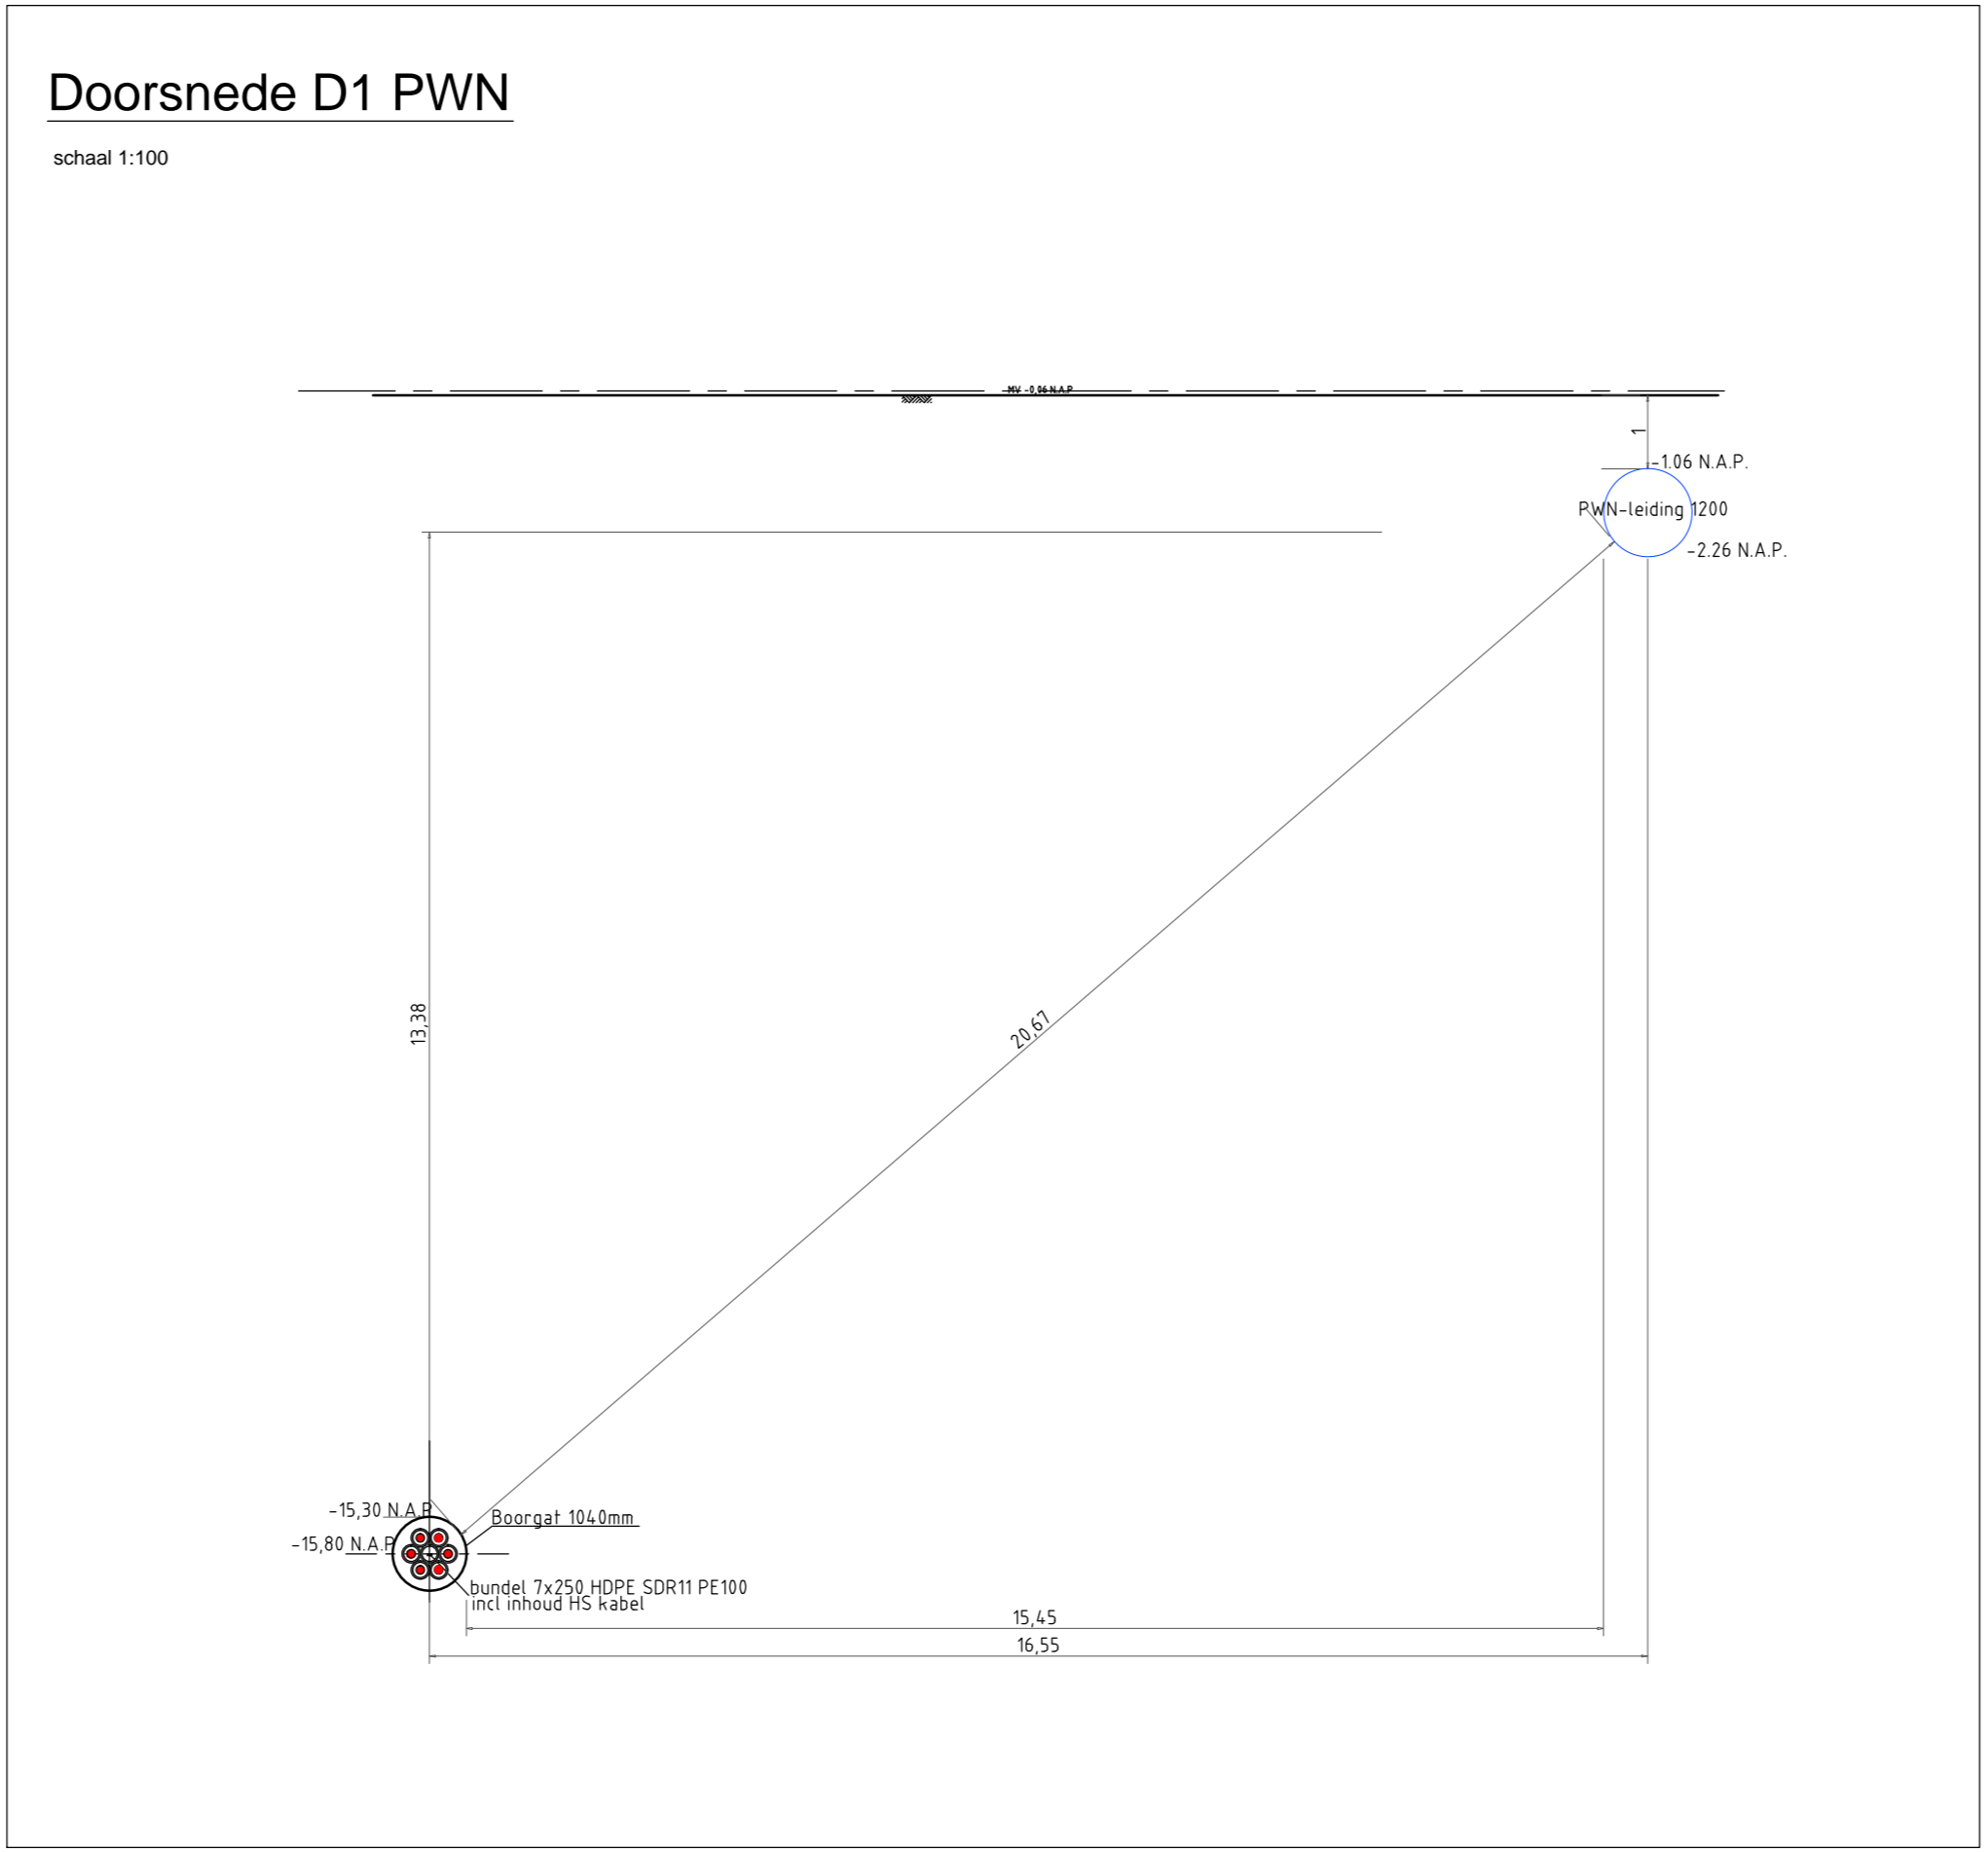 Doorsnede D1 PWN
schaal 1:100
MV -0,06 N.A.P
1
-1.06 N.A.P.
PWN-leiding 1200
-2.26 N.A.P.
13,38
20,67
-15,30 N.A.P
Boorgat 1040mm
-15,80 N.A.P
bundel 7x250 HDPE SDR11 PE100
incl inhoud HS kabel
15,45
16,55